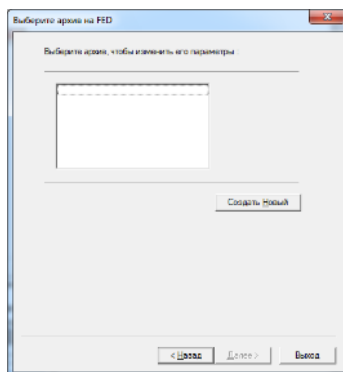 Выберите архив на FED
Выберите архив, чтобы изменить его параметры
Создать Новый
< Назад
Далее >
Выход